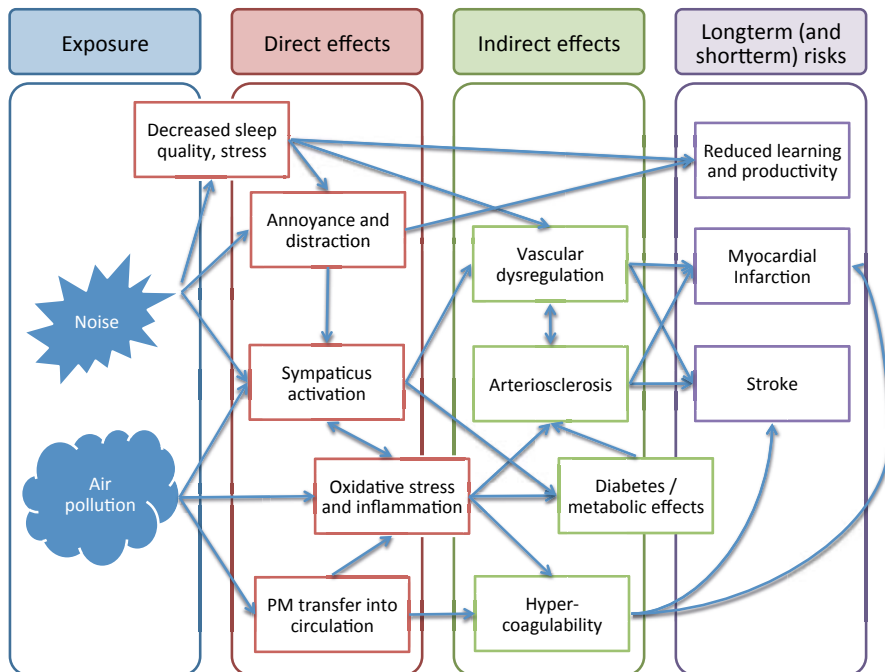 Exposure
Direct effects
Indirect effects
Longterm (and
shortterm) risks
Decreased sleep
quality, stress
Reduced learning
and productivity
Annoyance and
distraction
Vascular
dysregulation
Myocardial
Infarction
Noise
Sympaticus
activation
Arteriosclerosis
Stroke
Air
pollution
Oxidative stress
and inflammation
Diabetes /
metabolic effects
PM transfer into
circulation
Hyper-
coagulability